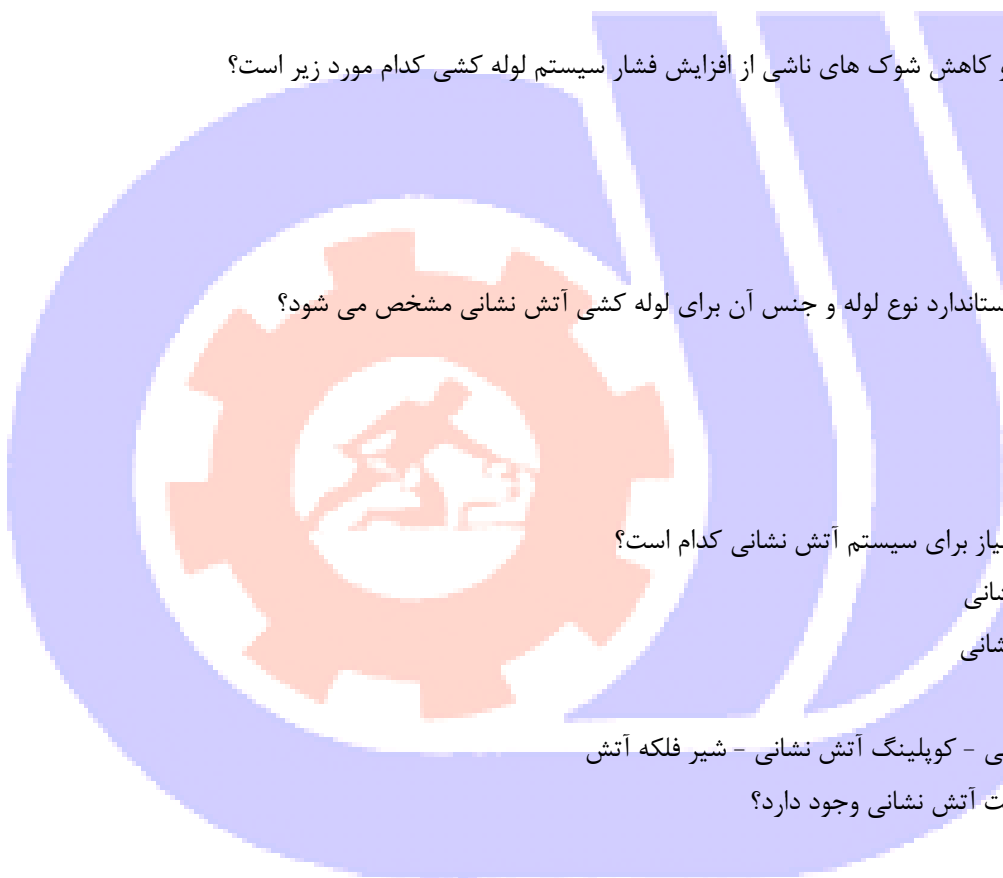 و کاهش شوک های ناشی از افزایش فشار سیستم لوله کشی کدام مورد زیر است؟
ستاندارد نوع لوله و جنس آن برای لوله کشی آتش نشانی مشخص می شود؟
یاز برای سیستم آتش نشانی کدام است؟
شانی
شانی
ی - کوپلینگ آتش نشانی - شیر فلکه آتش
ت آتش نشانی وجود دارد؟